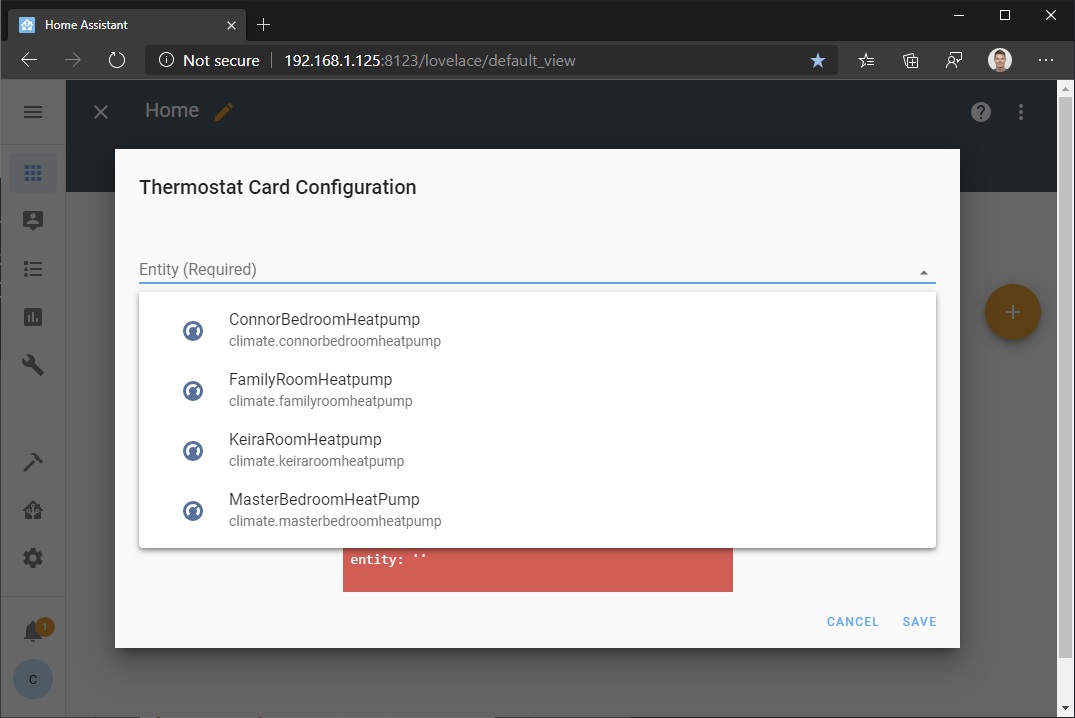 Home Assistant
Not secure 192.168.1.125:8123/lovelace/default_view
Home
Thermostat Card Configuration
Entity (Required)
ConnorBedroomHeatpump
climate.connorbedroomheatpump
FamilyRoomHeatpump
climate.familyroomheatpump
KeiraRoomHeatpump
climate.keiraroomheatpump
MasterBedroomHeatPump
climate.masterbedroomheatpump
entity: ''
CANCEL SAVE
1
C